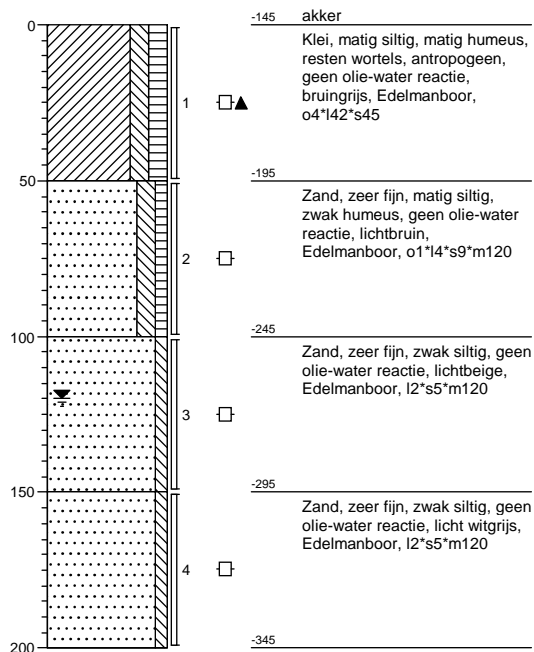 0
-145 akker
Klei, matig siltig, matig humeus,
resten wortels, antropogeen,
geen olie-water reactie,
bruingrijs, Edelmanboor,
o4*l42*s45
1
50
-195
Zand, zeer fijn, matig siltig,
zwak humeus, geen olie-water
reactie, lichtbruin,
Edelmanboor, o1*l4*s9*m120
2
100
-245
Zand, zeer fijn, zwak siltig, geen
olie-water reactie, lichtbeige,
Edelmanboor, l2*s5*m120
3
150
-295
Zand, zeer fijn, zwak siltig, geen
olie-water reactie, licht witgrijs,
Edelmanboor, l2*s5*m120
4
200
-345